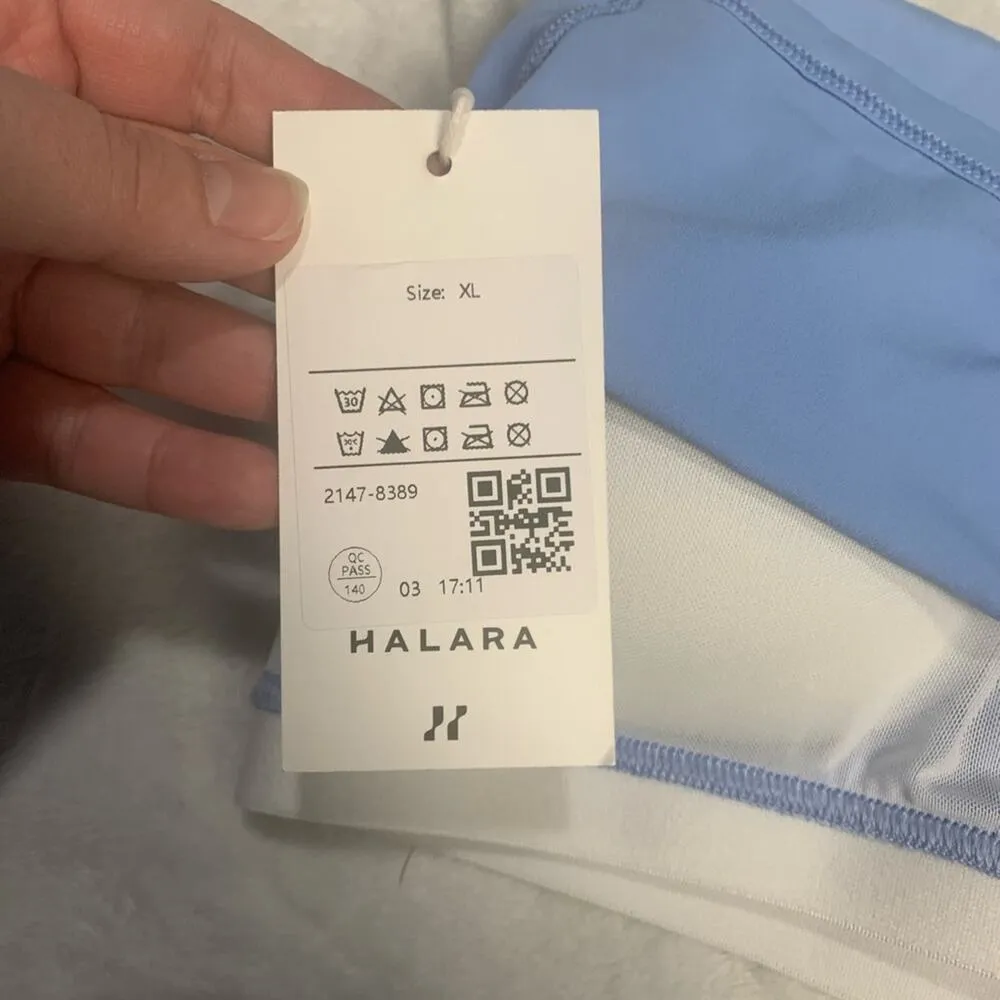 Size: XL
30
2147-8389
QC
PASS
140
03 17:11
HALARA